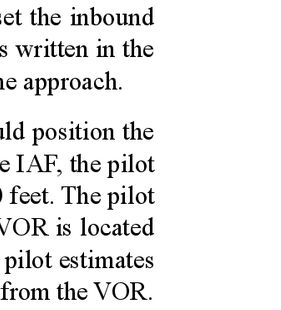 set the inbound
s written in the
ne approach.
uld position the
e IAF, the pilot
0 feet. The pilot
VOR is located
pilot estimates
from the VOR.